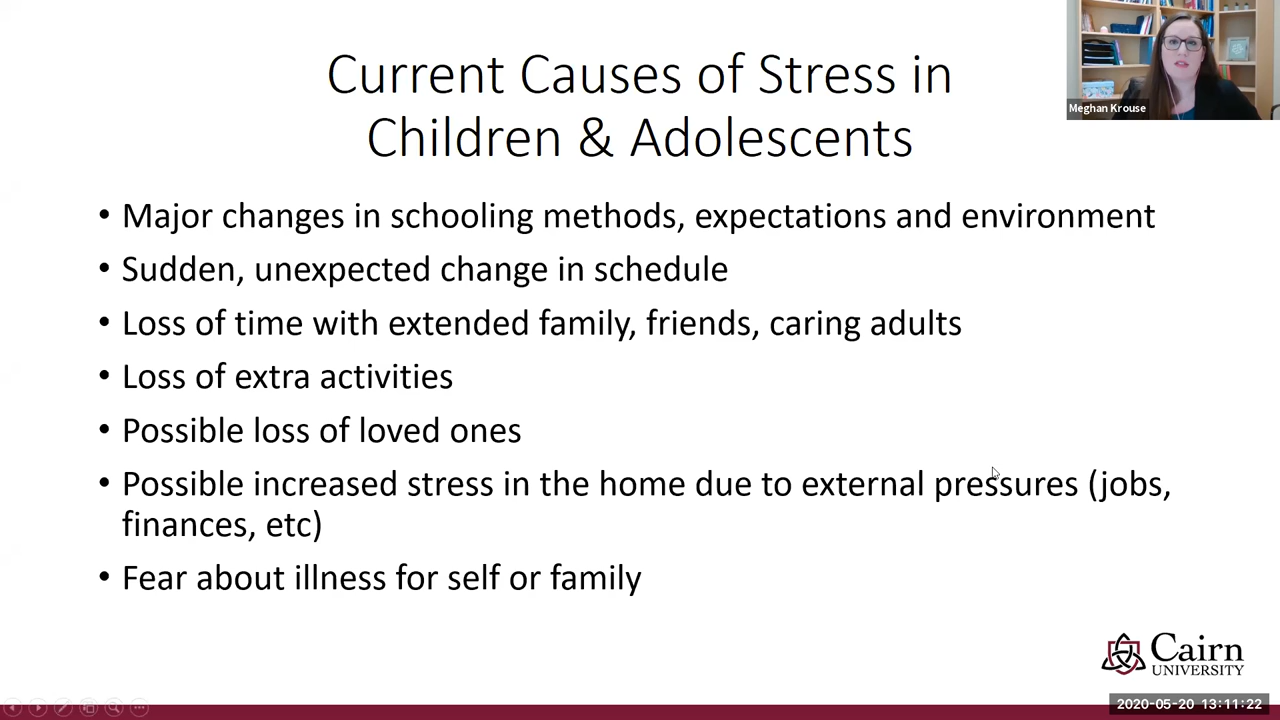 Current Causes of Stress in
Children & Adolescents
Meghan Krouse
• Major changes in schooling methods, expectations and environment
• Sudden, unexpected change in schedule
• Loss of time with extended family, friends, caring adults
• Loss of extra activities
• Possible loss of loved ones
• Possible increased stress in the home due to external pressures (jobs,
finances, etc)
• Fear about illness for self or family
Cairn
UNIVERSITY
2020-05-20 13:11:22